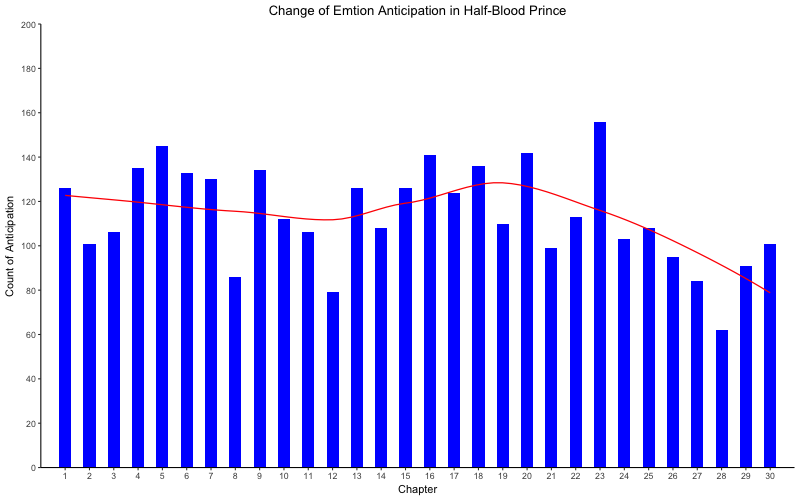 Change of Emtion Anticipation in Half-Blood Prince
Count of Anticipation
200
180
160
140
120
100
80
60
40
20
0
1 2 3 4 5 6 7 8 9 10 11 12 13 14 15 16 17 18 19 20 21 22 23 24 25 26 27 28 29 30
Chapter